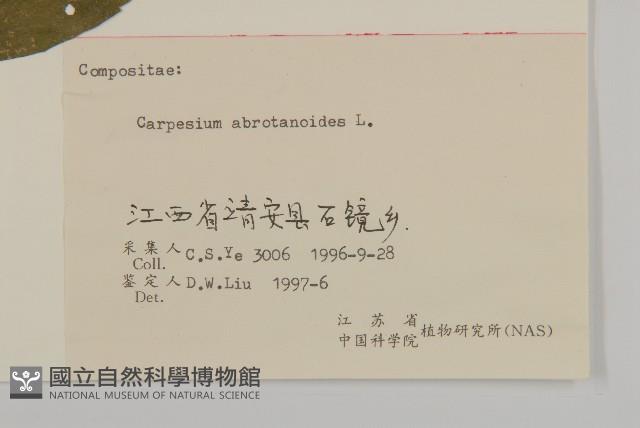 Compositae:
Carpesium abrotanoides L.
江西省靖安县石镜乡.
采集人 C.S.Ye 3006 1996-9-28
Coll.
鉴定人 D.W.Liu 1997-6
Det.
江苏省
中国科学院 植物研究所(NAS)
國立自然科學博物館
NATIONAL MUSEUM OF NATURAL SCIENCE